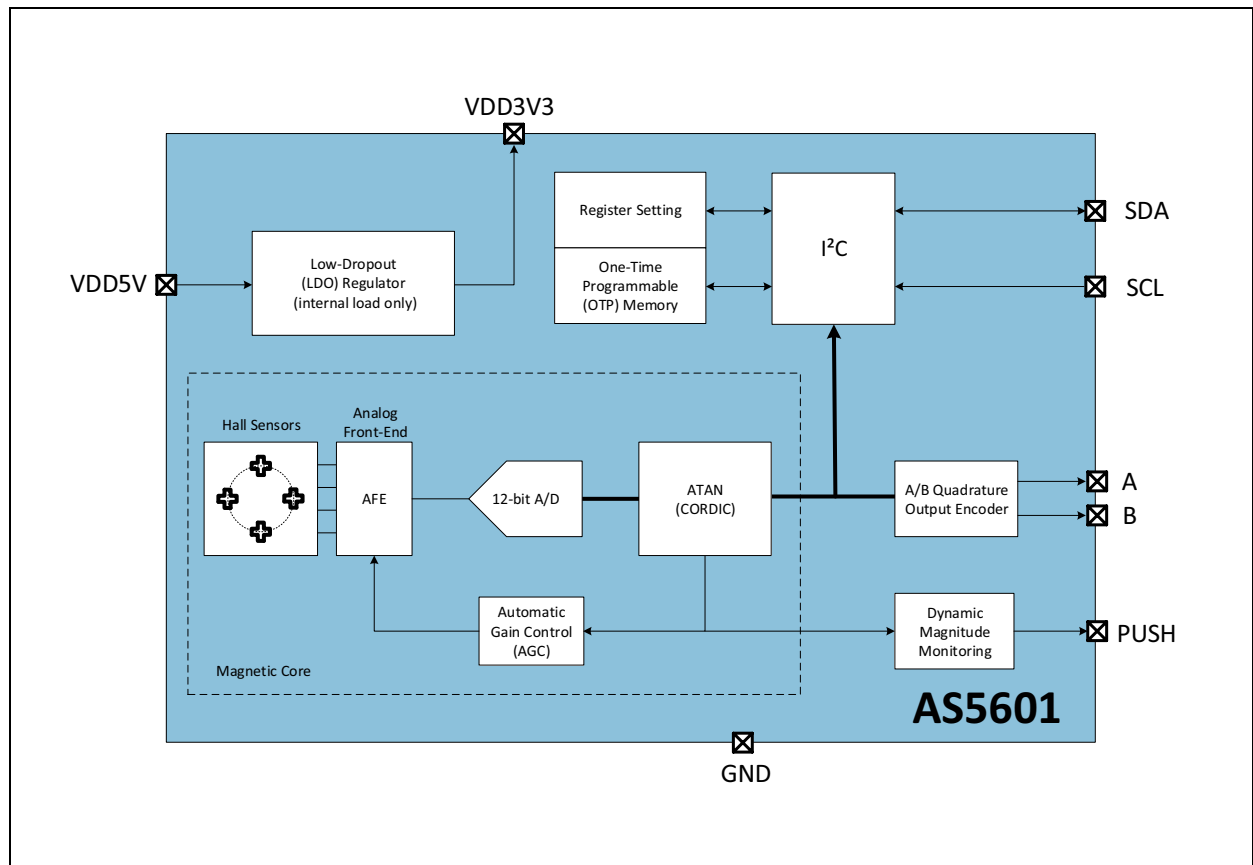 VDD3V3
VDD5V
Low-Dropout
(LDO) Regulator
(internal load only)
Register Setting
One-Time
Programmable
(OTP) Memory
I²C
SDA
SCL
Hall Sensors
Analog
Front-End
AFE
12-bit A/D
ATAN
(CORDIC)
A/B Quadrature
Output Encoder
A
B
Automatic
Gain Control
(AGC)
Dynamic
Magnitude
Monitoring
PUSH
Magnetic Core
AS5601
GND